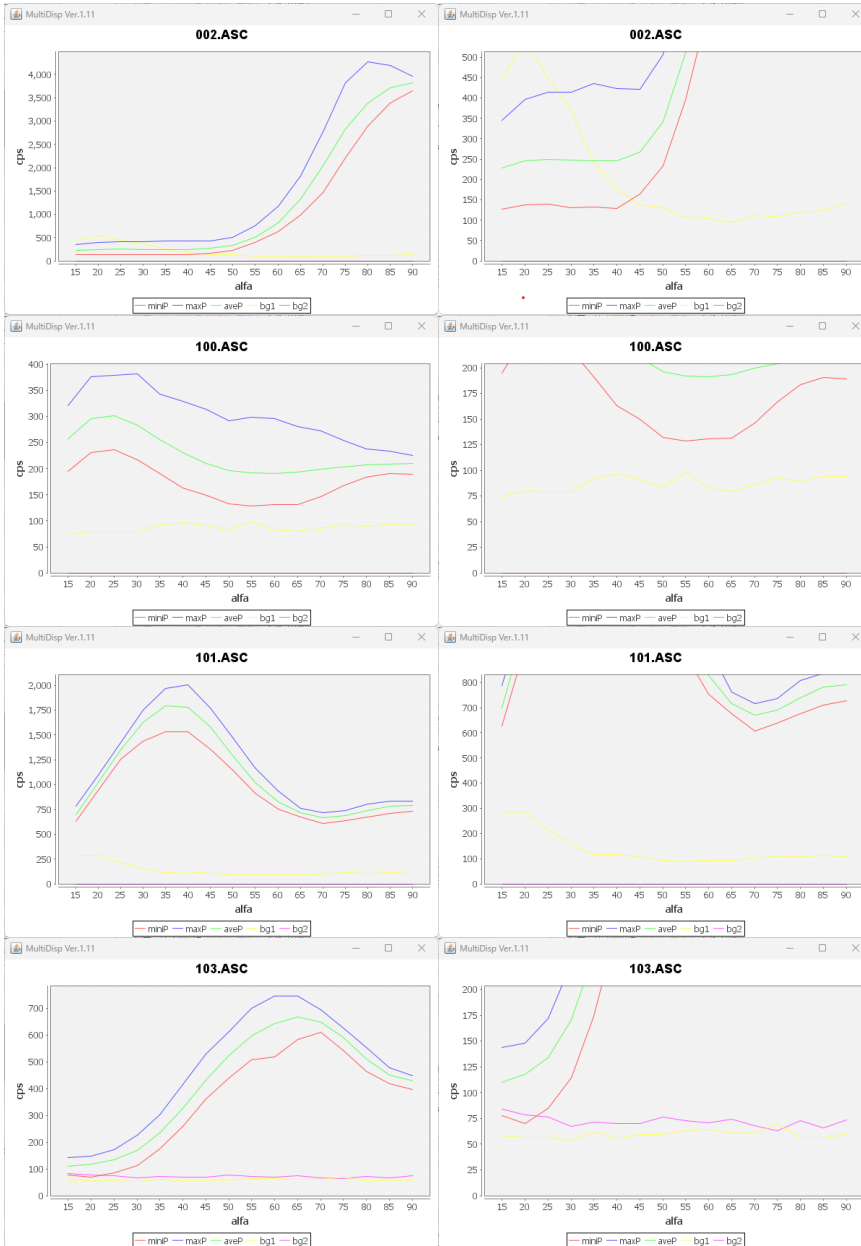 MultiDisp Ver.1.11
002.ASC
4,500
4,000
3,500
3,000
2,500
2,000
1,500
1,000
500
0
cps
15 20 25 30 35 40 45 50 55 60 65 70 75 80 85 90
alfa
miniP maxP aveP bg1 bg2
MultiDisp Ver.1.11
002.ASC
500
450
400
350
300
250
200
150
100
50
0
cps
15 20 25 30 35 40 45 50 55 60 65 70 75 80 85 90
alfa
miniP maxP aveP bg1 bg2
MultiDisp Ver.1.11
100.ASC
400
350
300
250
200
150
100
50
0
cps
15 20 25 30 35 40 45 50 55 60 65 70 75 80 85 90
alfa
miniP maxP aveP bg1 bg2
MultiDisp Ver.1.11
100.ASC
200
175
150
125
100
75
50
25
0
cps
15 20 25 30 35 40 45 50 55 60 65 70 75 80 85 90
alfa
miniP maxP aveP bg1 bg2
MultiDisp Ver.1.11
101.ASC
2,000
1,750
1,500
1,250
1,000
750
500
250
0
cps
15 20 25 30 35 40 45 50 55 60 65 70 75 80 85 90
alfa
miniP maxP aveP bg1 bg2
MultiDisp Ver.1.11
101.ASC
800
700
600
500
400
300
200
100
0
cps
15 20 25 30 35 40 45 50 55 60 65 70 75 80 85 90
alfa
miniP maxP aveP bg1 bg2
MultiDisp Ver.1.11
103.ASC
700
600
500
400
300
200
100
0
cps
15 20 25 30 35 40 45 50 55 60 65 70 75 80 85 90
alfa
miniP maxP aveP bg1 bg2
MultiDisp Ver.1.11
103.ASC
200
175
150
125
100
75
50
25
0
cps
15 20 25 30 35 40 45 50 55 60 65 70 75 80 85 90
alfa
miniP maxP aveP bg1 bg2